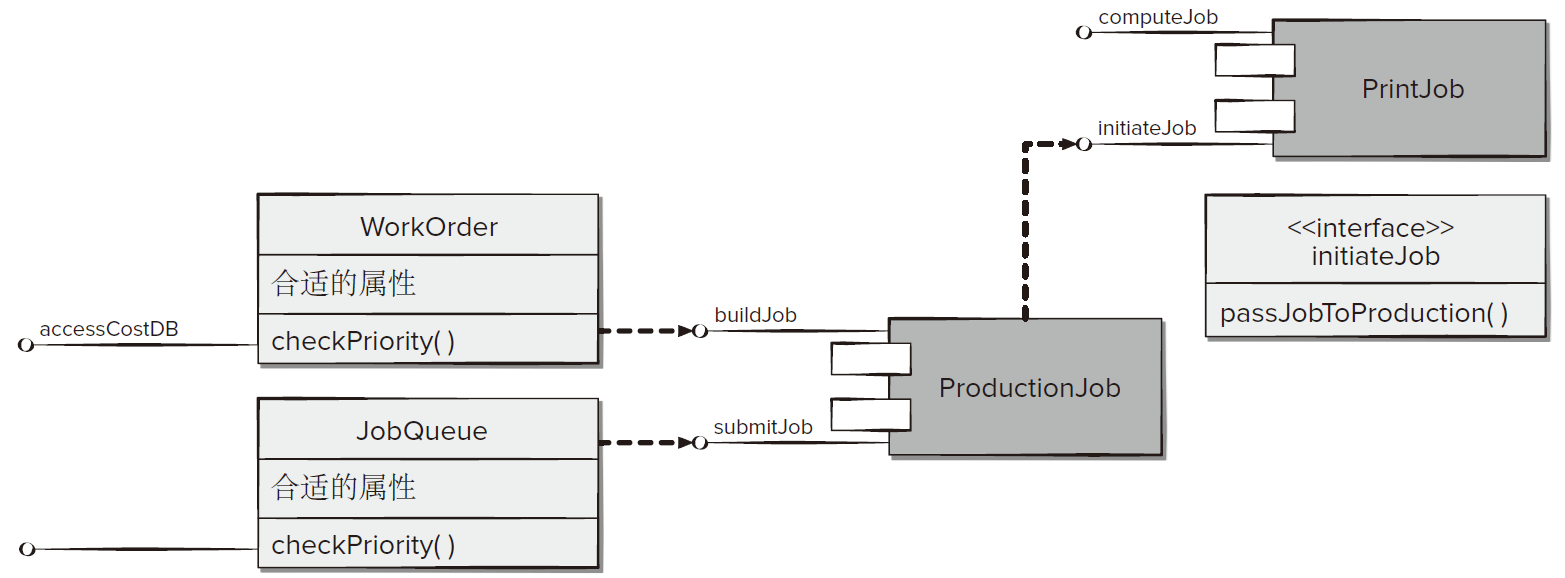 computeJob
PrintJob
initiateJob
WorkOrder
合适的属性
checkPriority( )
accessCostDB
<<interface>>
initiateJob
passJobToProduction( )
buildJob
ProductionJob
submitJob
JobQueue
合适的属性
checkPriority( )